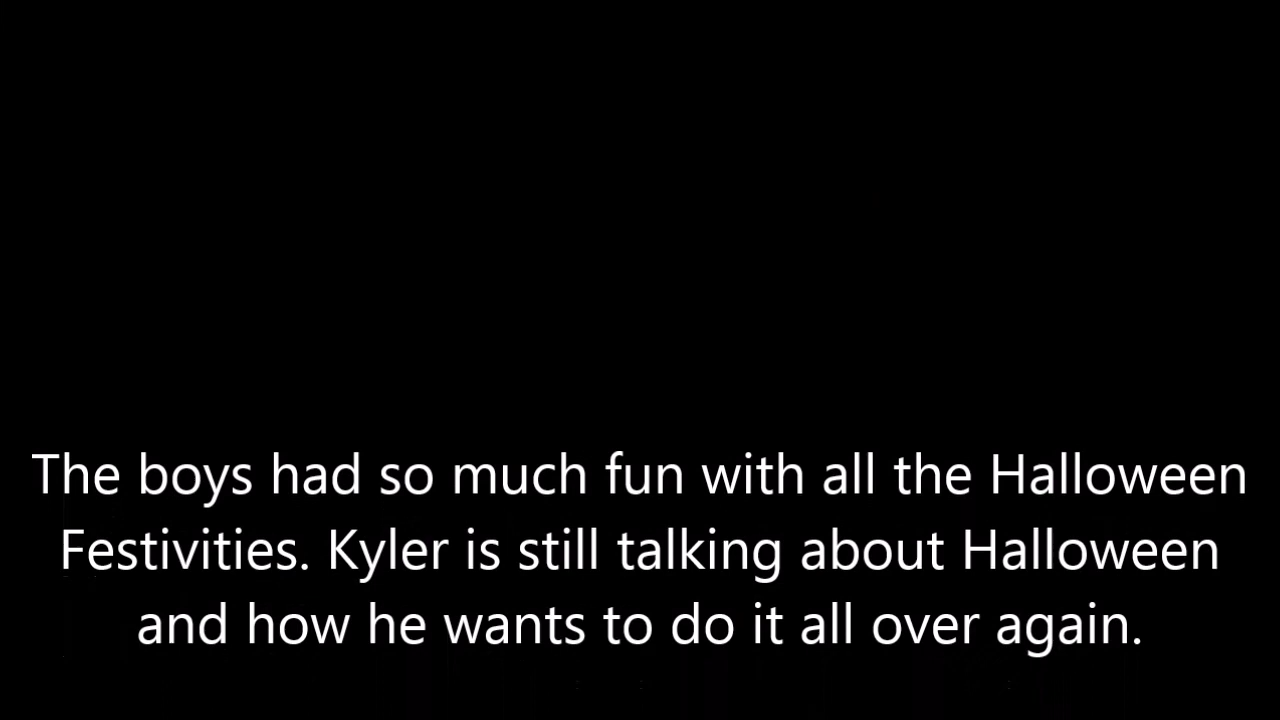 The boys had so much fun with all the Halloween
Festivities. Kyler is still talking about Halloween
and how he wants to do it all over again.